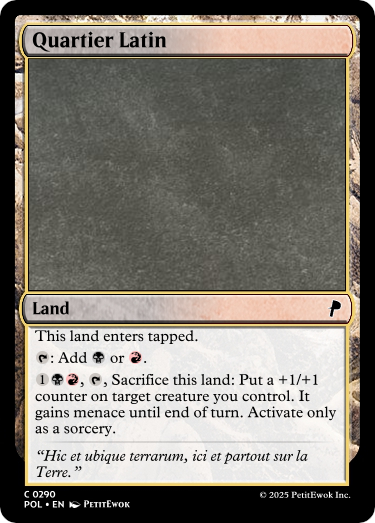 Quartier Latin
Land
This land enters tapped.
: Add or .
1, , Sacrifice this land: Put a +1/+1
counter on target creature you control. It
gains menace until end of turn. Activate only
as a sorcery.
“Hic et ubique terrarum, ici et partout sur la
Terre.”
C 0290
POL • EN PetitEwok
© 2025 PetitEwok Inc.